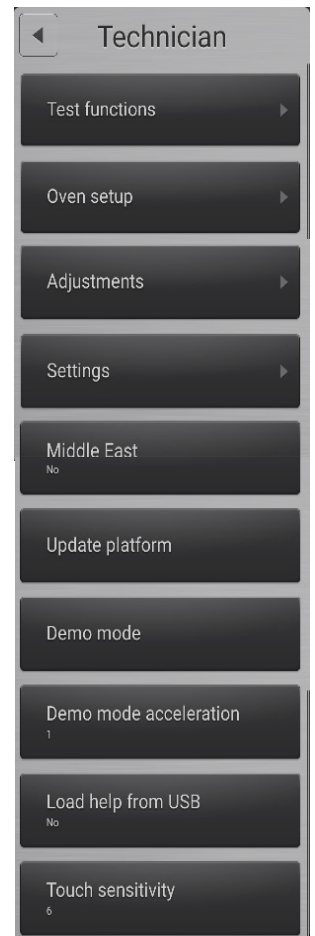 Technician
Test functions
Oven setup
Adjustments
Settings
Middle East
No
Update platform
Demo mode
Demo mode acceleration
1
Load help from USB
No
Touch sensitivity
6